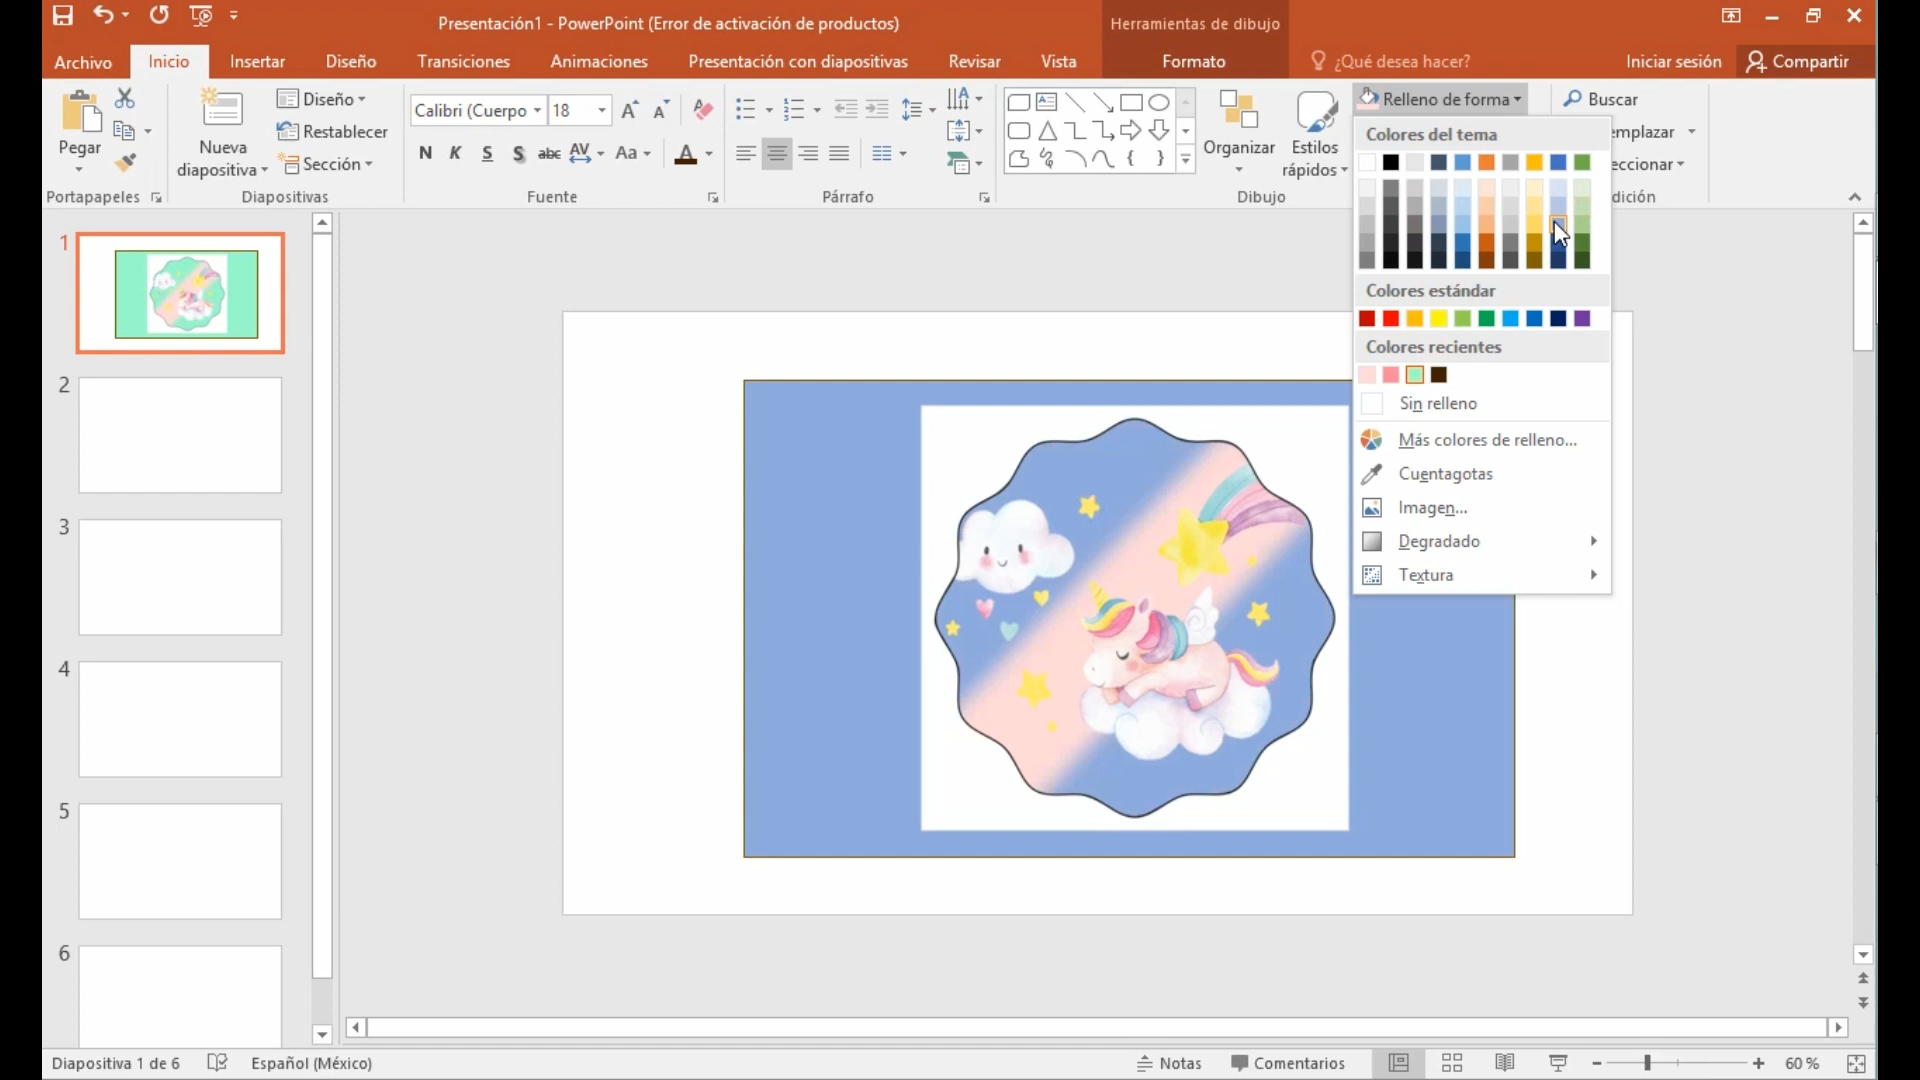 Presentación1 - PowerPoint (Error de activación de productos)
Herramientas de dibujo
Archivo
Inicio
Insertar
Diseño
Transiciones
Animaciones
Presentación con diapositivas
Revisar
Vista
Formato
¿Qué desea hacer?
Iniciar sesión
Compartir
Pegar
Portapapeles
Nueva
diapositiva
Diseño
Restablecer
Sección
Diapositivas
Calibri (Cuerpo
18
N K S S abc AV Aa A
Fuente
Párrafo
Organizar
Estilos
rápidos
Dibujo
Relleno de forma
Buscar
emplazar
eccionar
dición
Colores del tema
Colores estándar
Colores recientes
Sin relleno
Más colores de relleno...
Cuentagotas
Imagen...
Degradado
Textura
1
2
3
4
5
6
Diapositiva 1 de 6
Español (México)
Notas
Comentarios
60 %